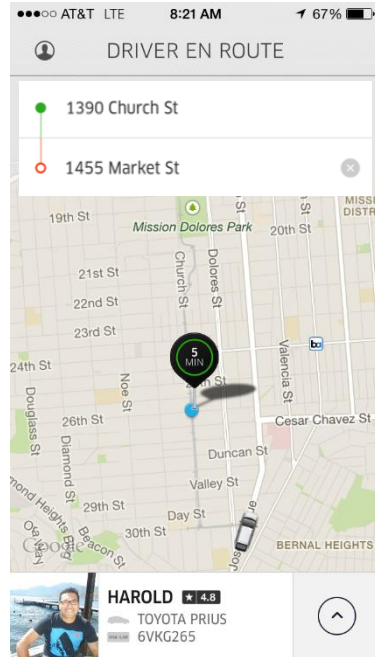 AT&T LTE 8:21 AM 67%
DRIVER EN ROUTE
1390 Church St
1455 Market St
19th St
Mission Dolores Park
20th St
21st St
Church St
Dolores St
22nd St
23rd St
5
MIN
24th St
Noe St
Valencia St
Douglass St
26th St
Cesar Chavez St
Diamond St
Duncan St
Valley St
29th St
Day St
30th St
Beacon
BERNAL HEIGHTS
Google
HAROLD ★ 4.8
TOYOTA PRIUS
6VKG265